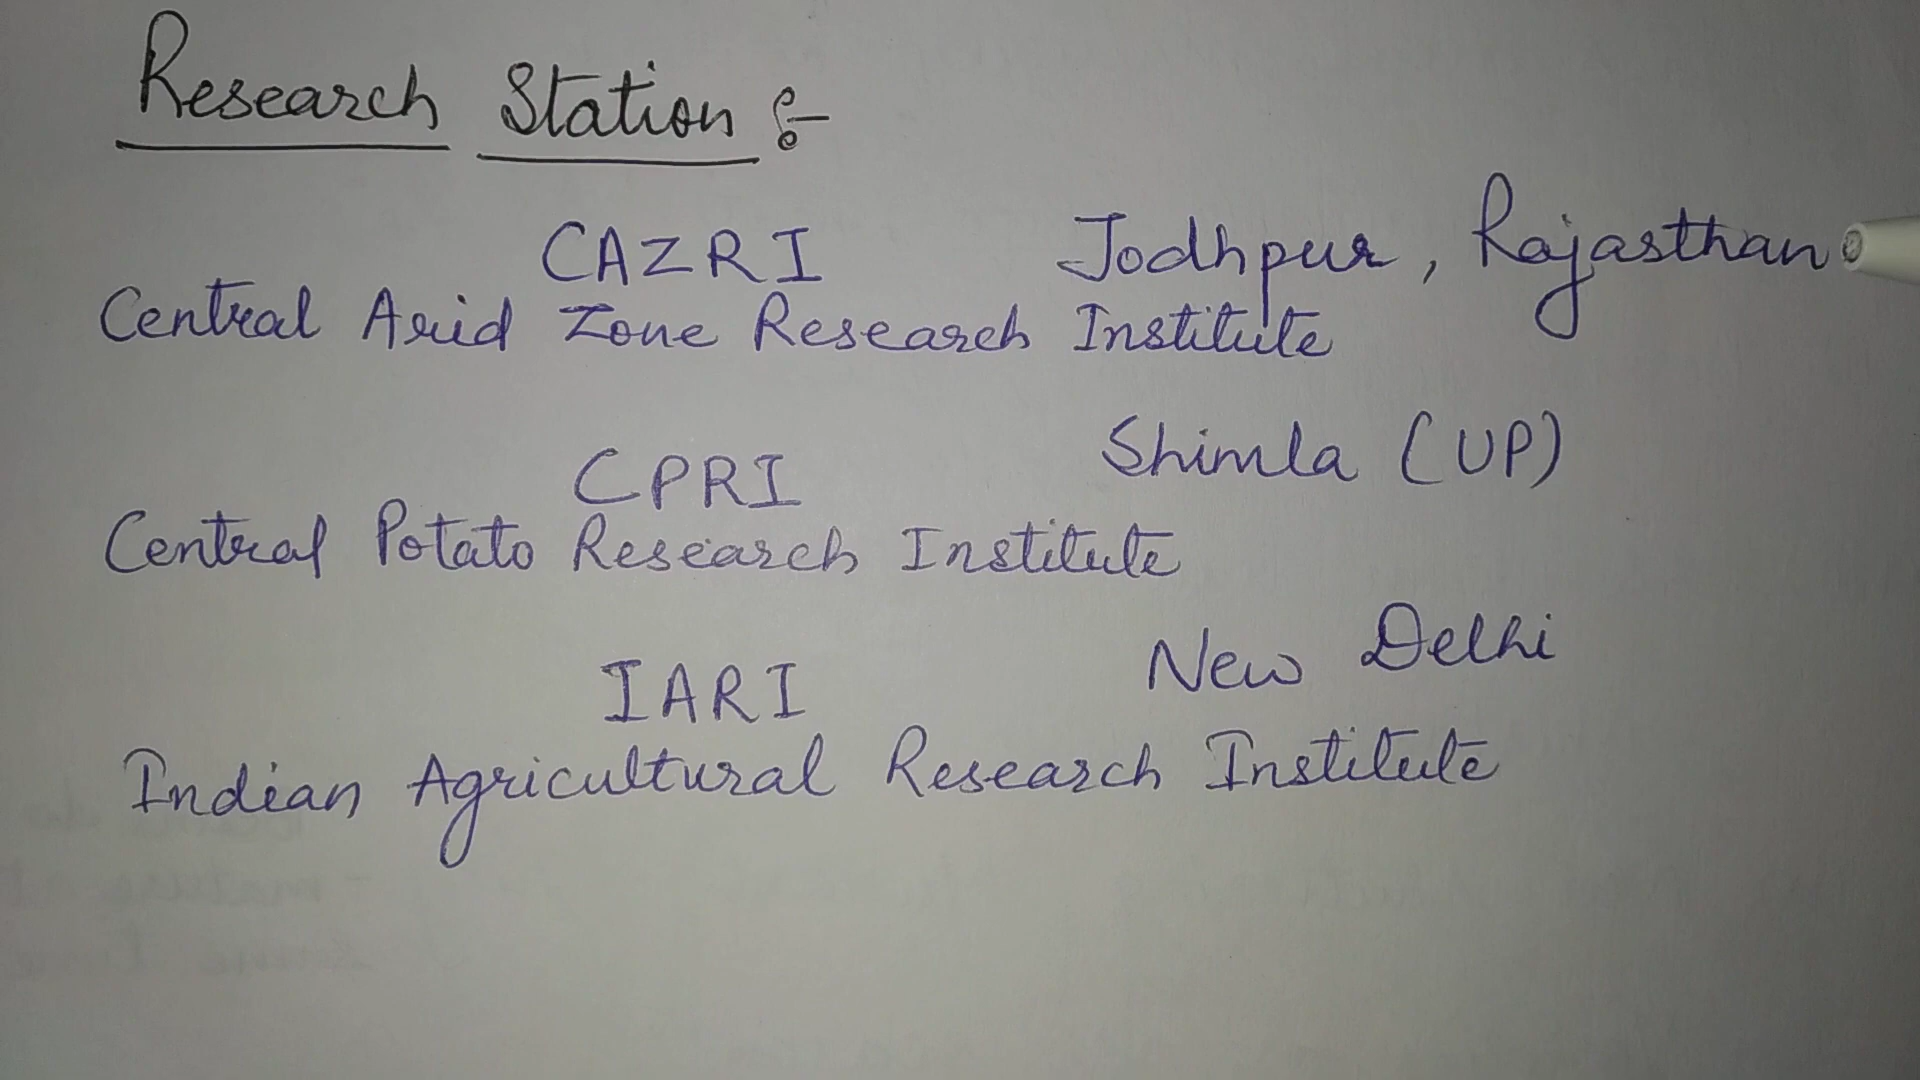 Research Station :-
CAZRI Jodhpur, Rajasthan
Central Arid Zone Research Institute
CPRI Shimla (UP)
Central Potato Research Institute
IARI New Delhi
Indian Agricultural Research Institute